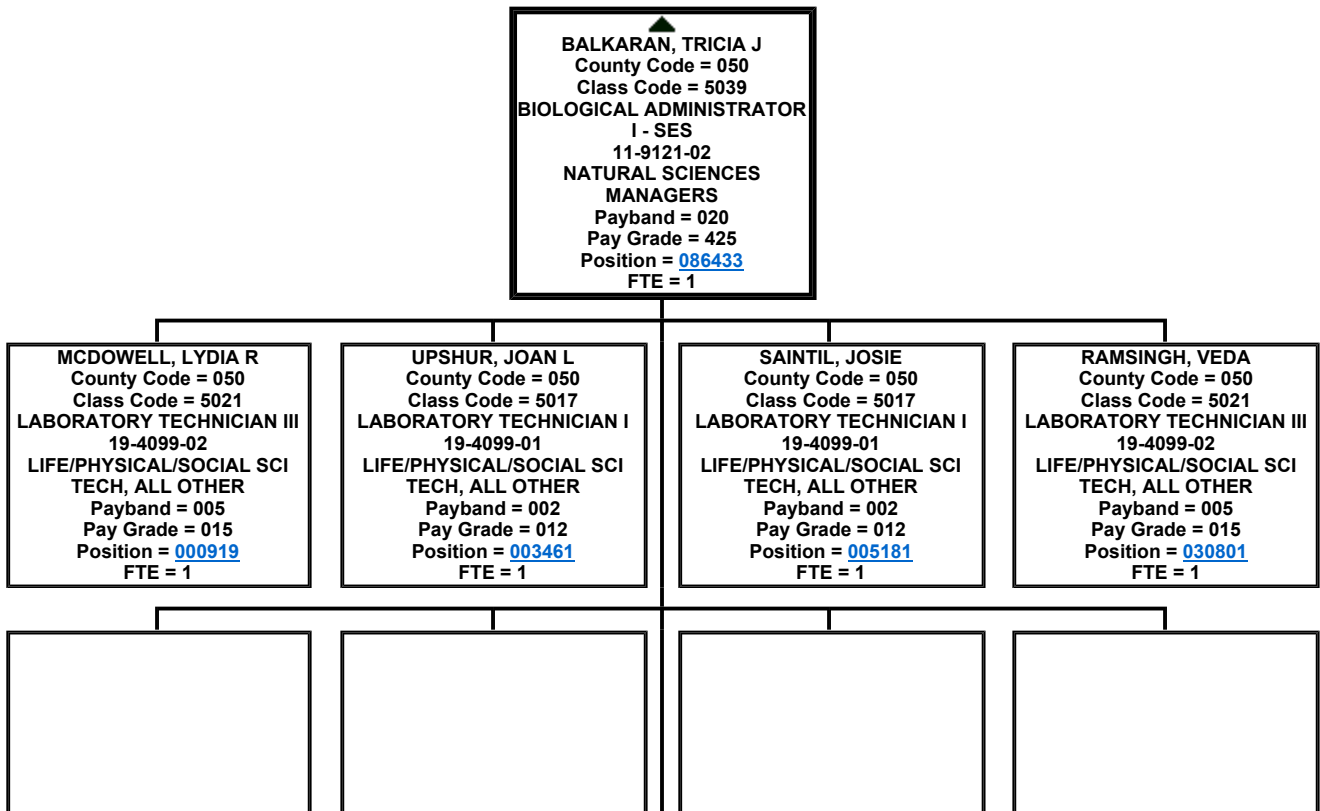 BALKARAN, TRICIA J
County Code = 050
Class Code = 5039
BIOLOGICAL ADMINISTRATOR
I - SES
11-9121-02
NATURAL SCIENCES
MANAGERS
Payband = 020
Pay Grade = 425
Position = 086433
FTE = 1
MCDOWELL, LYDIA R
County Code = 050
Class Code = 5021
LABORATORY TECHNICIAN III
19-4099-02
LIFE/PHYSICAL/SOCIAL SCI
TECH, ALL OTHER
Payband = 005
Pay Grade = 015
Position = 000919
FTE = 1
UPSHUR, JOAN L
County Code = 050
Class Code = 5017
LABORATORY TECHNICIAN I
19-4099-01
LIFE/PHYSICAL/SOCIAL SCI
TECH, ALL OTHER
Payband = 002
Pay Grade = 012
Position = 003461
FTE = 1
SAINTIL, JOSIE
County Code = 050
Class Code = 5017
LABORATORY TECHNICIAN I
19-4099-01
LIFE/PHYSICAL/SOCIAL SCI
TECH, ALL OTHER
Payband = 002
Pay Grade = 012
Position = 005181
FTE = 1
RAMSINGH, VEDA
County Code = 050
Class Code = 5021
LABORATORY TECHNICIAN III
19-4099-02
LIFE/PHYSICAL/SOCIAL SCI
TECH, ALL OTHER
Payband = 005
Pay Grade = 015
Position = 030801
FTE = 1